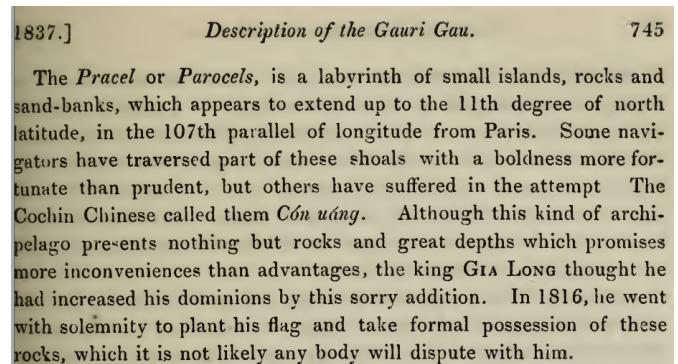 1837.] Description of the Gauri Gau. 745
The Pracel or Parocels, is a labyrinth of small islands, rocks and
sand-banks, which appears to extend up to the 11th degree of north
latitude, in the 107th parallel of longitude from Paris. Some navi-
gators have traversed part of these shoals with a boldness more for-
tunate than prudent, but others have suffered in the attempt The
Cochin Chinese called them Cón uáng. Although this kind of archi-
pelago presents nothing but rocks and great depths which promises
more inconveniences than advantages, the king GIA LONG thought he
had increased his dominions by this sorry addition. In 1816, he went
with solemnity to plant his flag and take formal possession of these
rocks, which it is not likely any body will dispute with him.